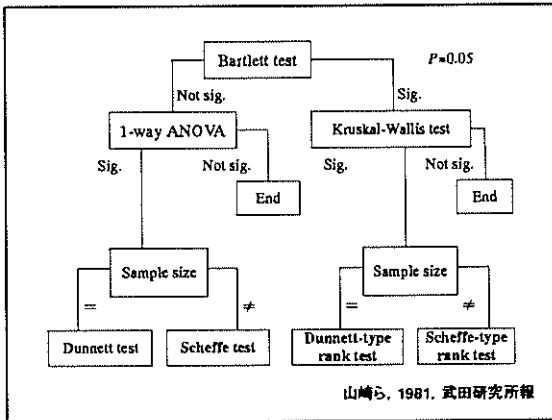 Bartlett test
P=0.05
Not sig.
Sig.
1-way ANOVA
Kruskal-Wallis test
Sig.
Not sig.
Sig.
Not sig.
End
End
Sample size
Sample size
=
≠
=
≠
Dunnett test
Scheffe test
Dunnett-type
rank test
Scheffe-type
rank test
山崎ら, 1981, 武田研究所報